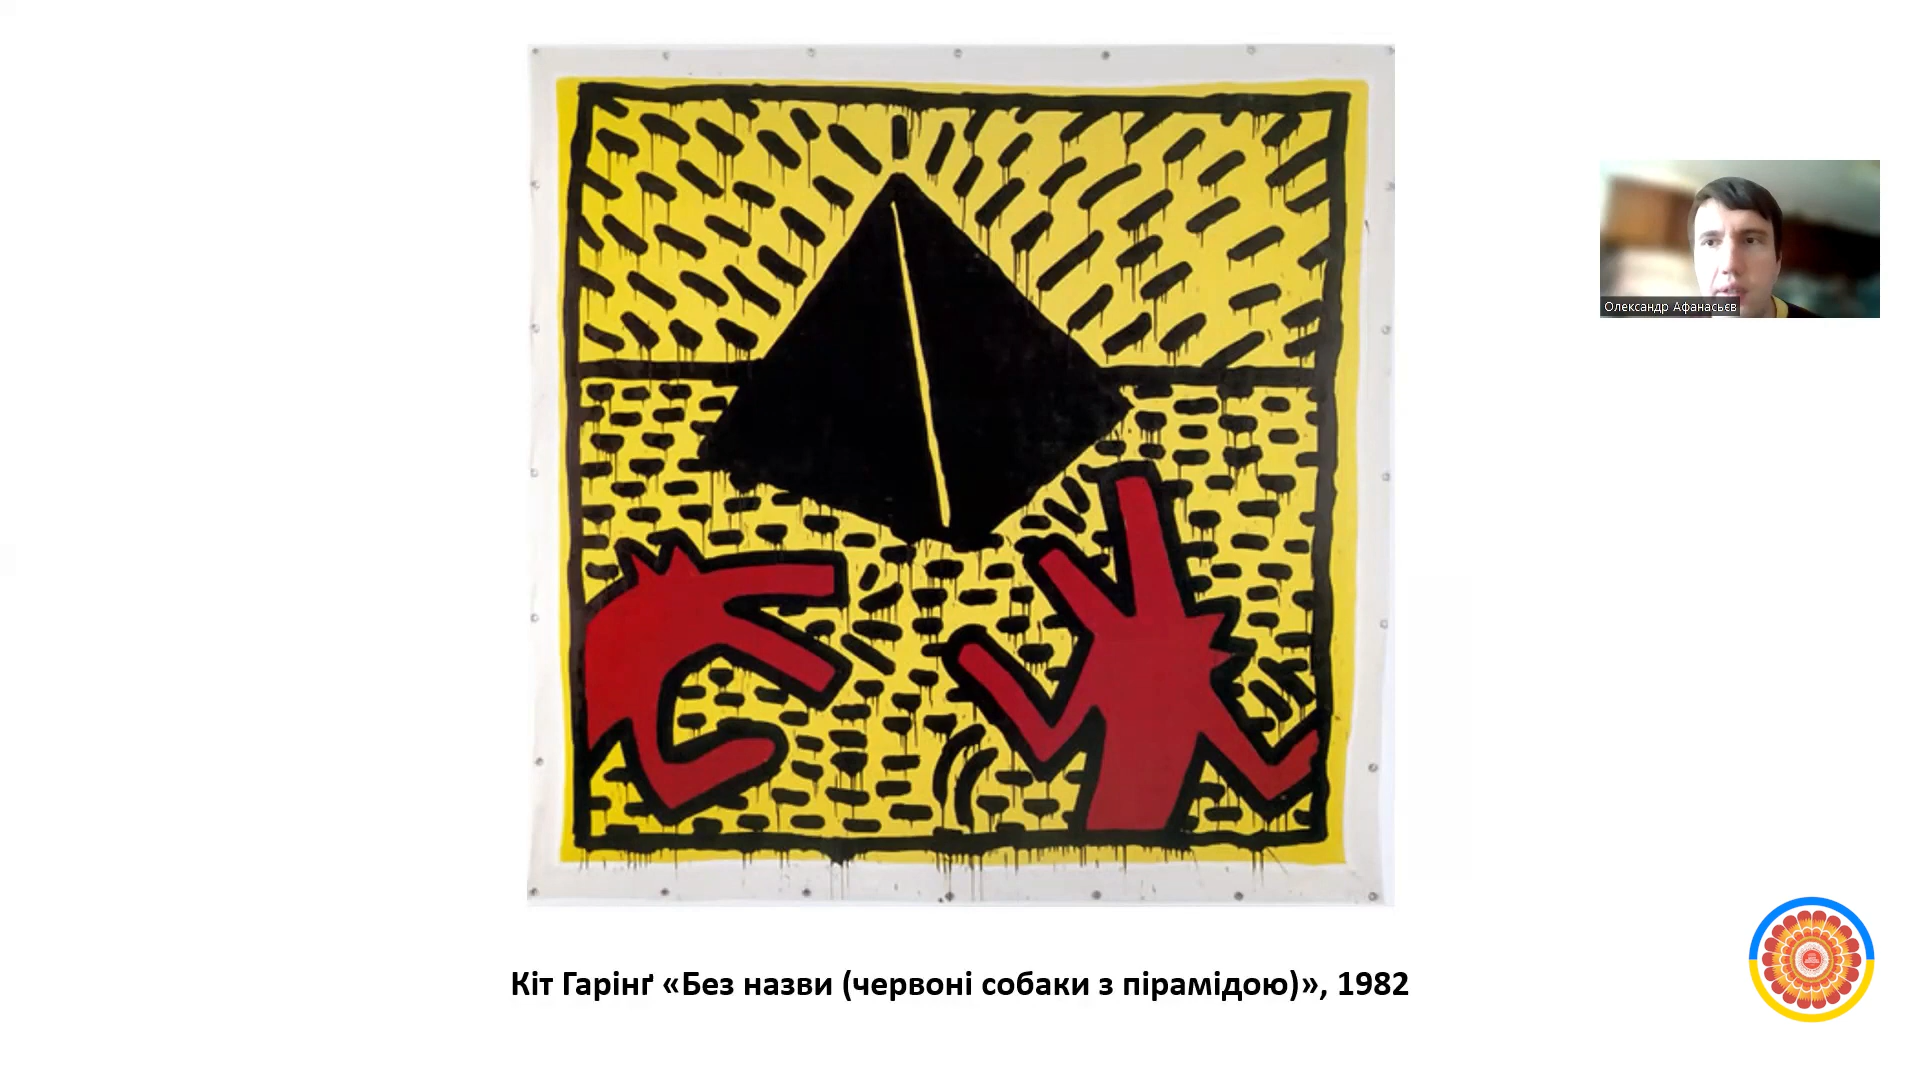 Олександр Афанасьєв
Кіт Гарінґ «Без назви (червоні собаки з пірамідою)», 1982